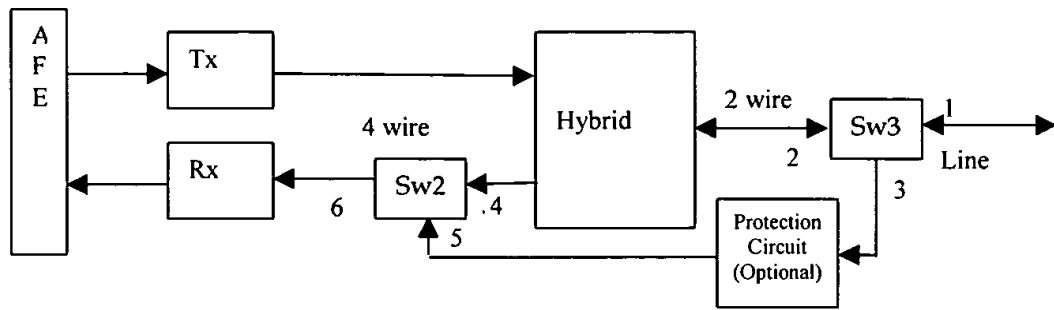 A
F
E
Tx
Rx
4 wire
Sw2
6
.4
5
Hybrid
2 wire
2
Sw3
1
Line
3
Protection
Circuit
(Optional)